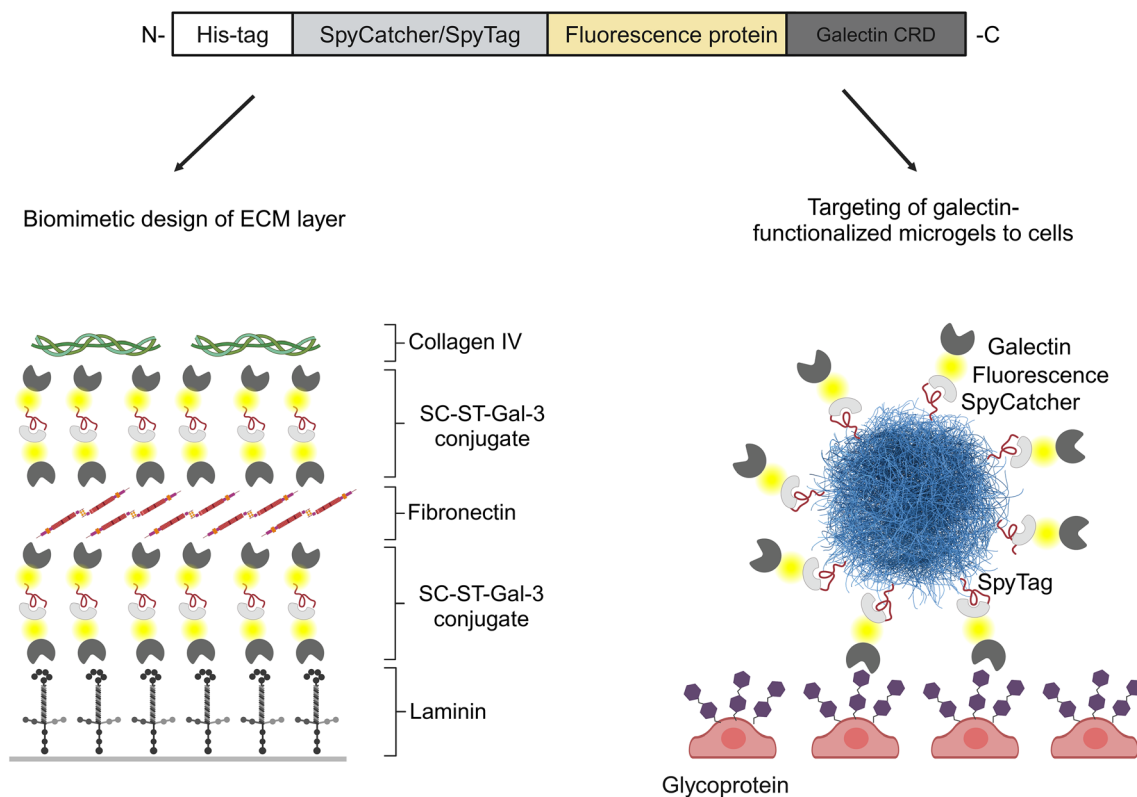 N- His-tag SpyCatcher/SpyTag Fluorescence protein Galectin CRD -C
Biomimetic design of ECM layer
Targeting of galectin-
functionalized microgels to cells
Collagen IV
SC-ST-Gal-3
conjugate
Fibronectin
SC-ST-Gal-3
conjugate
Laminin
Galectin
Fluorescence
SpyCatcher
SpyTag
Glycoprotein